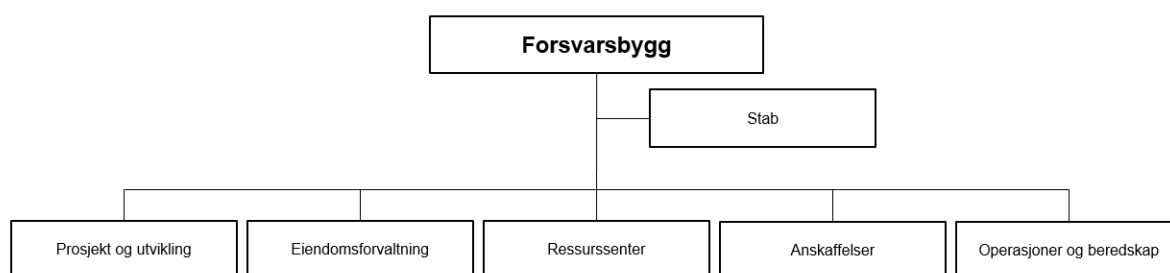 Forsvarsbygg
Stab
Prosjekt og utvikling
Eiendomsforvaltning
Ressurssenter
Anskaffelser
Operasjoner og beredskap